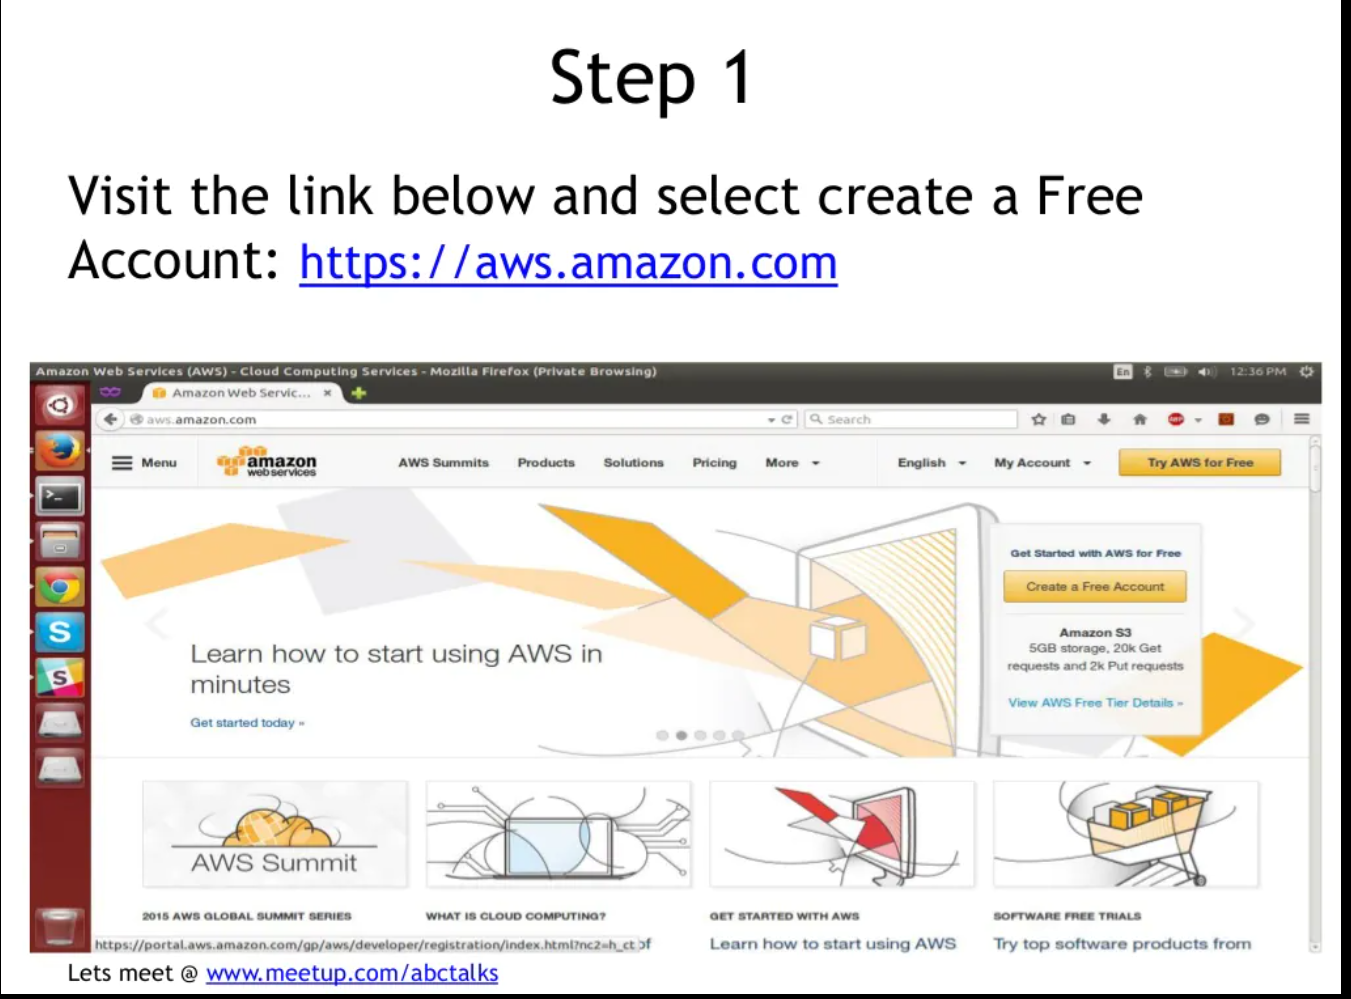 Step 1
Visit the link below and select create a Free
Account: https://aws.amazon.com
Amazon Web Services (AWS) - Cloud Computing Services - Mozilla Firefox (Private Browsing)
En
12:36 PM
Amazon Web Servic... ×
aws.amazon.com
Search
ABP
Menu
amazon
webservices
AWS Summits
Products
Solutions
Pricing
More
English
My Account
Try AWS for Free
Get Started with AWS for Free
Create a Free Account
Amazon S3
5GB storage, 20k Get
requests and 2k Put requests
View AWS Free Tier Details »
Learn how to start using AWS in
minutes
Get started today »
AWS Summit
2015 AWS GLOBAL SUMMIT SERIES
WHAT IS CLOUD COMPUTING?
GET STARTED WITH AWS
SOFTWARE FREE TRIALS
https://portal.aws.amazon.com/gp/aws/developer/registration/index.html?nc2=h_ct
of
Learn how to start using AWS
Try top software products from
Lets meet @ www.meetup.com/abctalks